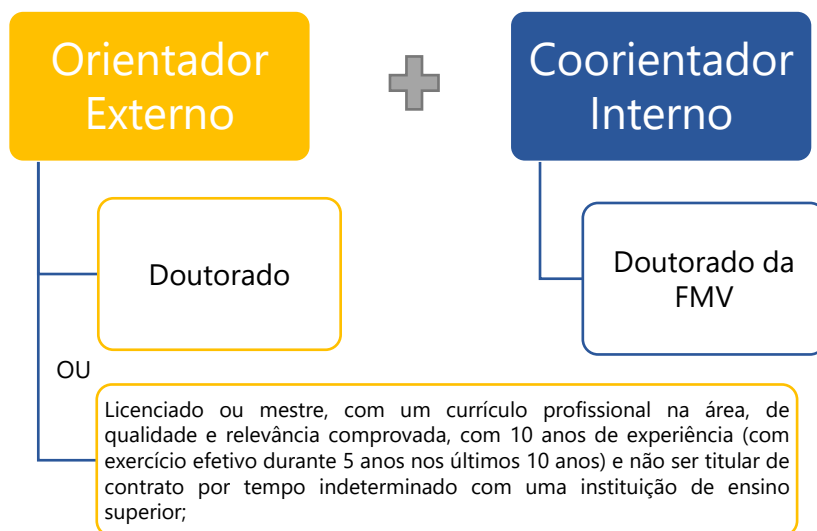 Orientador
Externo
Coorientador
Interno
Doutorado
Doutorado da
FMV
OU
Licenciado ou mestre, com um currículo profissional na área, de
qualidade e relevância comprovada, com 10 anos de experiência (com
exercício efetivo durante 5 anos nos últimos 10 anos) e não ser titular de
contrato por tempo indeterminado com uma instituição de ensino
superior;